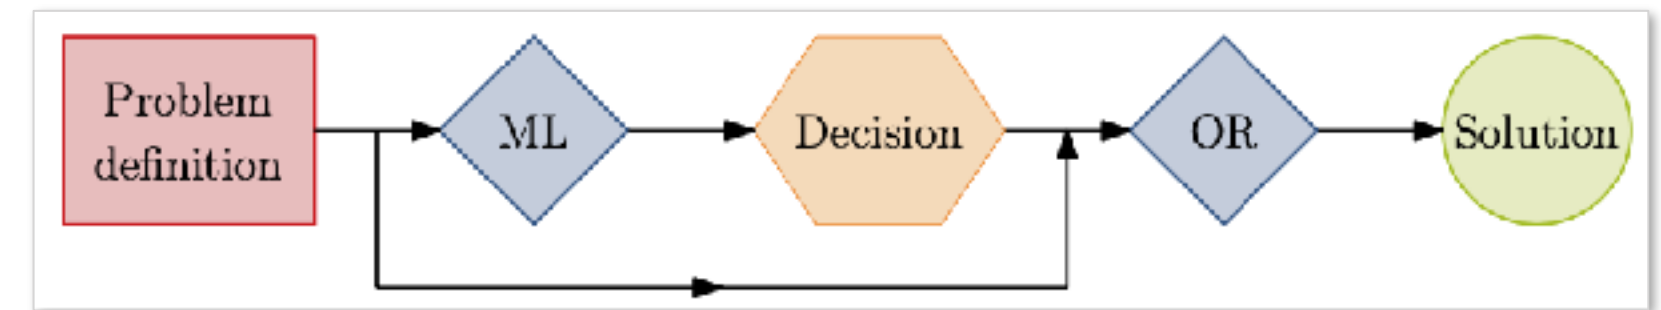 Problem
definition
ML
Decision
OR
Solution